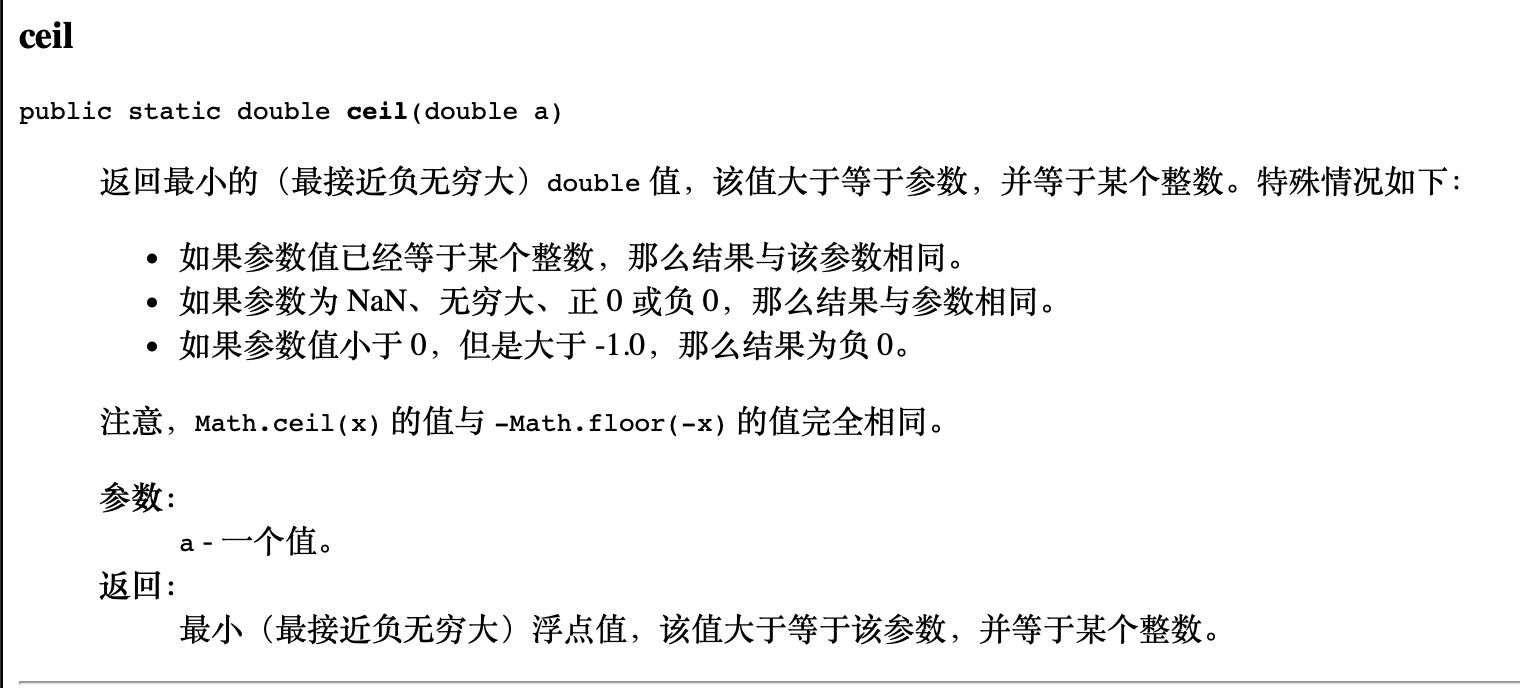 ceil
public static double ceil(double a)
返回最小的（最接近负无穷大）double 值，该值大于等于参数，并等于某个整数。特殊情况如下：
• 如果参数值已经等于某个整数，那么结果与该参数相同。
• 如果参数为 NaN、无穷大、正 0 或负 0，那么结果与参数相同。
• 如果参数值小于 0，但是大于 -1.0，那么结果为负 0。
注意，Math.ceil(x) 的值与 -Math.floor(-x) 的值完全相同。
参数：
a - 一个值。
返回：
最小（最接近负无穷大）浮点值，该值大于等于该参数，并等于某个整数。